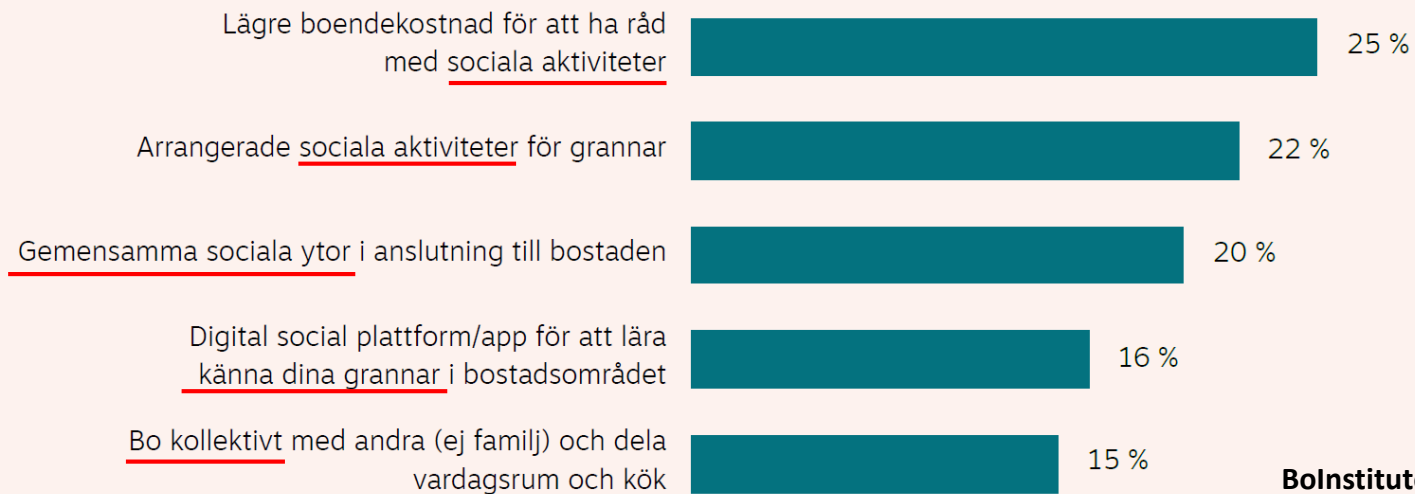 Lägre boendekostnad för att ha råd
med sociala aktiviteter
25 %
Arrangerade sociala aktiviteter för grannar
22 %
Gemensamma sociala ytor i anslutning till bostaden
20 %
Digital social plattform/app för att lära
känna dina grannar i bostadsområdet
16 %
Bo kollektivt med andra (ej familj) och dela
vardagsrum och kök
15 %